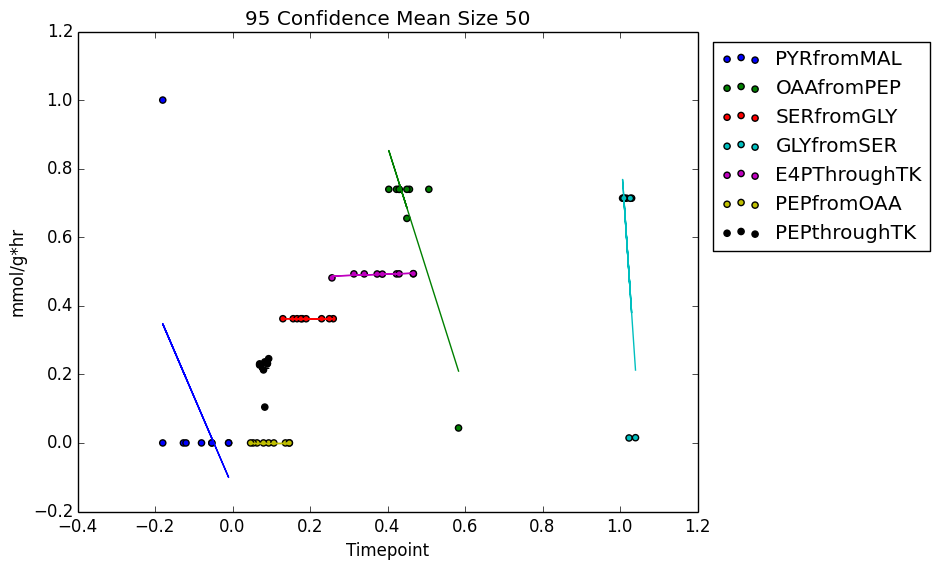 95 Confidence Mean Size 50
1.2
1.0
0.8
0.6
0.4
0.2
0.0
−0.2
mmol/g*hr
−0.4 −0.2 0.0 0.2 0.4 0.6 0.8 1.0 1.2
Timepoint
PYRfromMAL
OAAfromPEP
SERfromGLY
GLYfromSER
E4PThroughTK
PEPfromOAA
PEPthroughTK